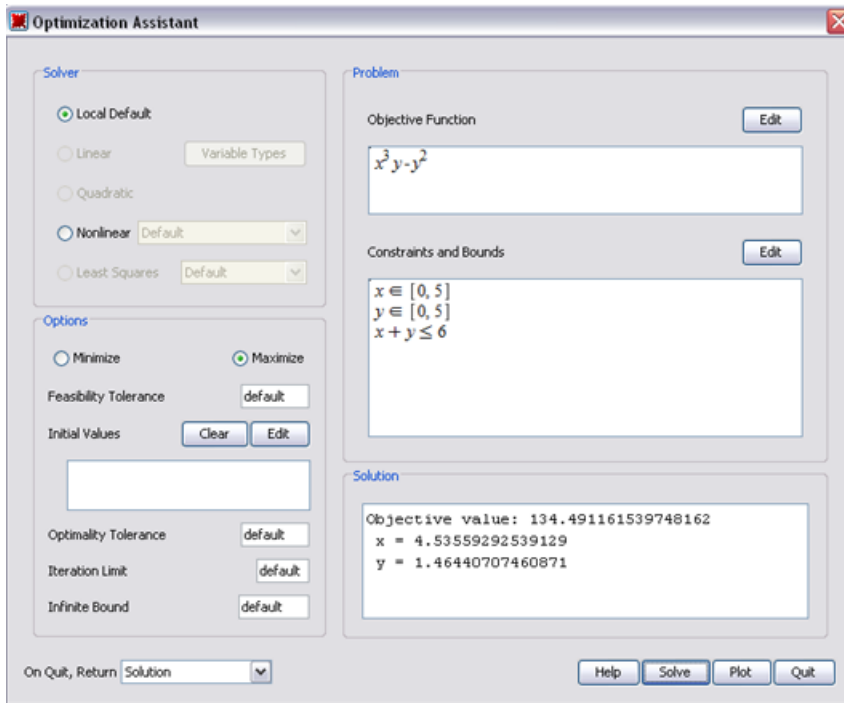 Optimization Assistant
Solver
Local Default
Linear
Variable Types
Quadratic
Nonlinear Default
Least Squares Default
Options
Minimize
Maximize
Feasibility Tolerance default
Initial Values Clear Edit
Optimality Tolerance default
Iteration Limit default
Infinite Bound default
Problem
Objective Function Edit
x³ y-y²
Constraints and Bounds Edit
x ∈ [0, 5]
y ∈ [0, 5]
x + y ≤ 6
Solution
Objective value: 134.491161539748162
x = 4.53559292539129
y = 1.46440707460871
On Quit, Return Solution
Help Solve Plot Quit